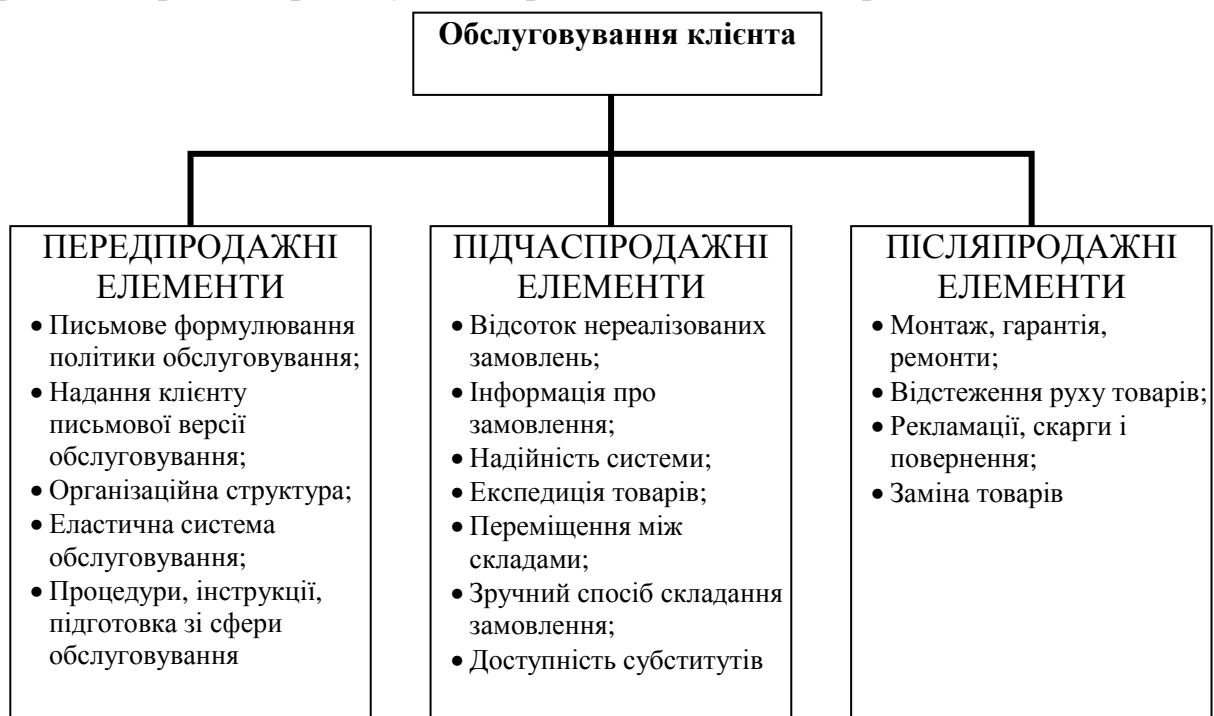 Обслуговування клієнта
ПЕРЕДПРОДАЖНІ
ЕЛЕМЕНТИ
• Письмове формулювання
політики обслуговування;
• Надання клієнту
письмової версії
обслуговування;
• Організаційна структура;
• Еластична система
обслуговування;
• Процедури, інструкції,
підготовка зі сфери
обслуговування
ПІДЧАСПРОДАЖНІ
ЕЛЕМЕНТИ
• Відсоток нереалізованих
замовлень;
• Інформація про
замовлення;
• Надійність системи;
• Експедиція товарів;
• Переміщення між
складами;
• Зручний спосіб складання
замовлення;
• Доступність субститутів
ПІСЛЯПРОДАЖНІ
ЕЛЕМЕНТИ
• Монтаж, гарантія,
ремонти;
• Відстеження руху товарів;
• Рекламації, скарги і
повернення;
• Заміна товарів